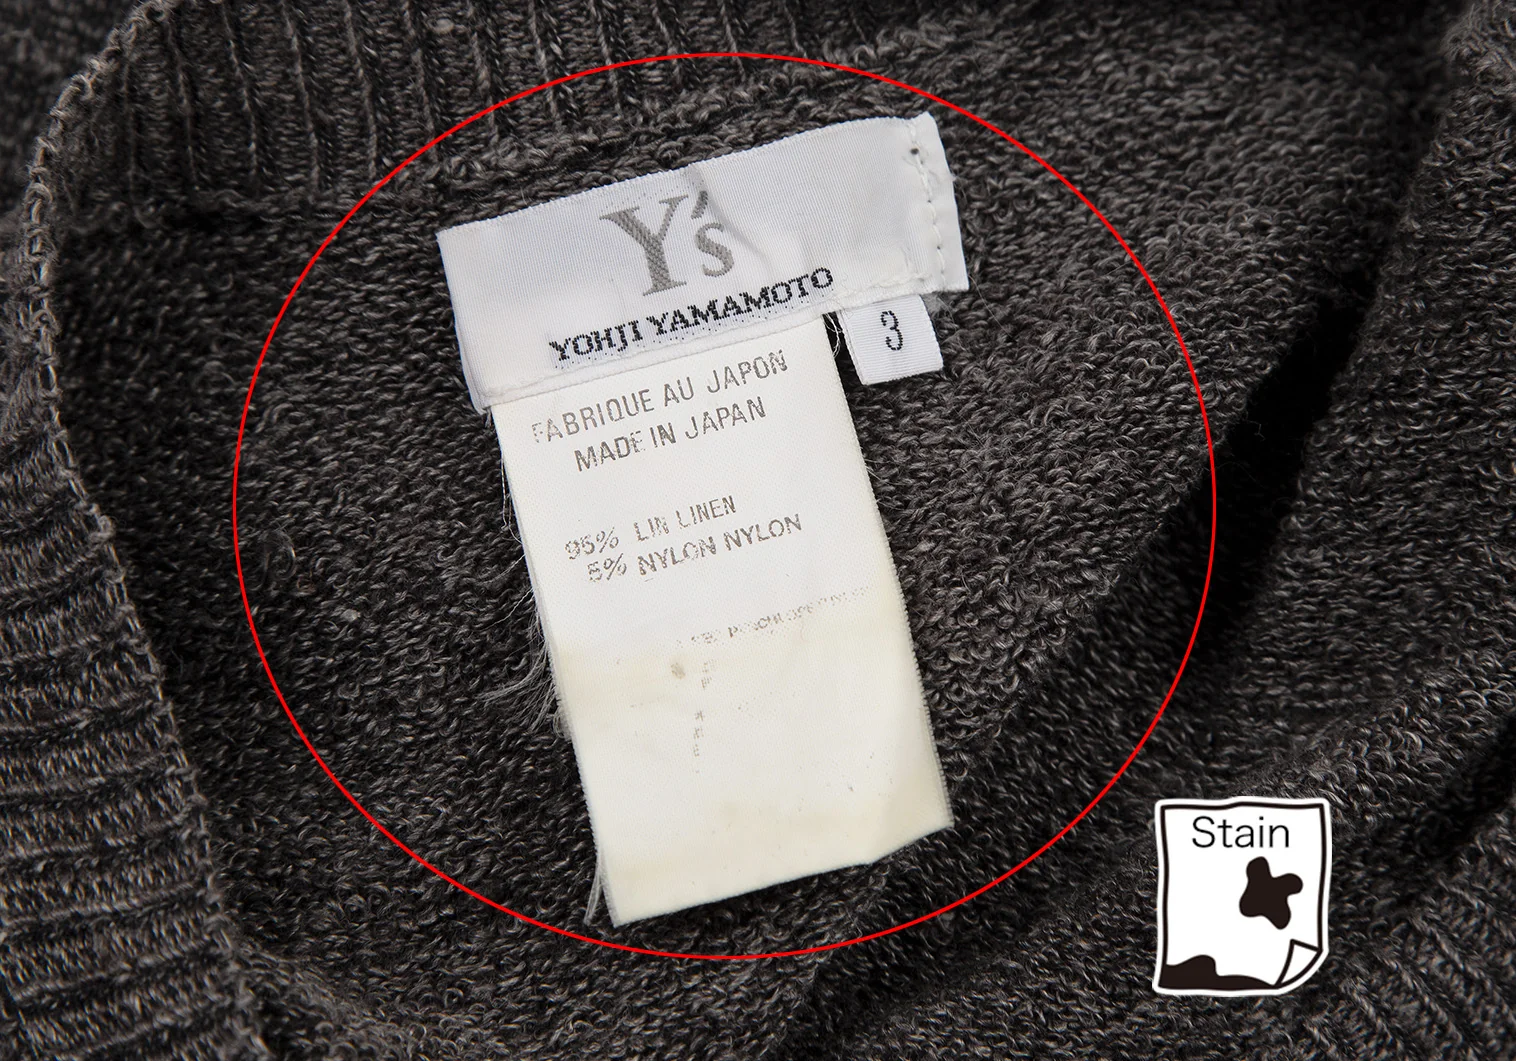 Y's
YOHJI YAMAMOTO
3
FABRIQUE AU JAPON
MADE IN JAPAN
95% LIN LINEN
5% NYLON NYLON
Stain